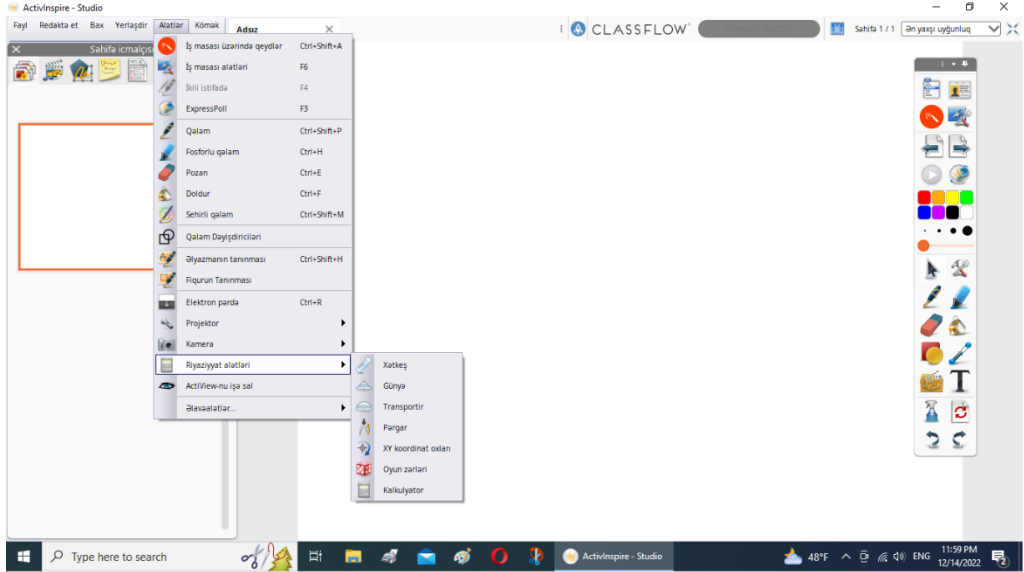 ActivInspire - Studio
Fayl Redaktə et Bax Yerləşdir Alətlər Kömək
Adsız
CLASSFLOW
Səhifə 1 / 1 Ən yaxşı uyğunluq
Səhifə icmalçısı
İş masası üzərində qeydlər Ctrl+Shift+A
İş masası alətləri F6
İkili istifadə F4
ExpressPoll F3
Qələm Ctrl+Shift+P
Fosforlu qələm Ctrl+H
Pozan Ctrl+E
Doldur Ctrl+F
Sehirli qələm Ctrl+Shift+M
Qələm Dəyişdiriciləri
Əlyazmanın tanınması Ctrl+Shift+H
Fiqurun Tanınması
Elektron pərdə Ctrl+R
Projektor
Kamera
Riyaziyyat alətləri
ActiView-nu işə sal
Əlavəalətlər...
Xətkeş
Günyə
Transportir
Pərgar
XY koordinat oxları
Oyun zərləri
Kalkulyator
Type here to search
ActivInspire - Studio
48°F
ENG
11:59 PM
12/14/2022
2